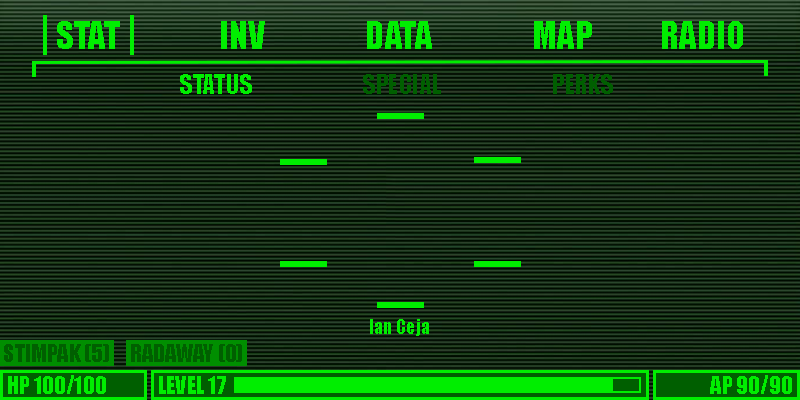 STAT INV DATA MAP RADIO
STATUS SPECIAL PERKS
Ian Ceja
STIMPAK (5) RADAWAY (0)
HP 100/100 LEVEL 17 AP 90/90